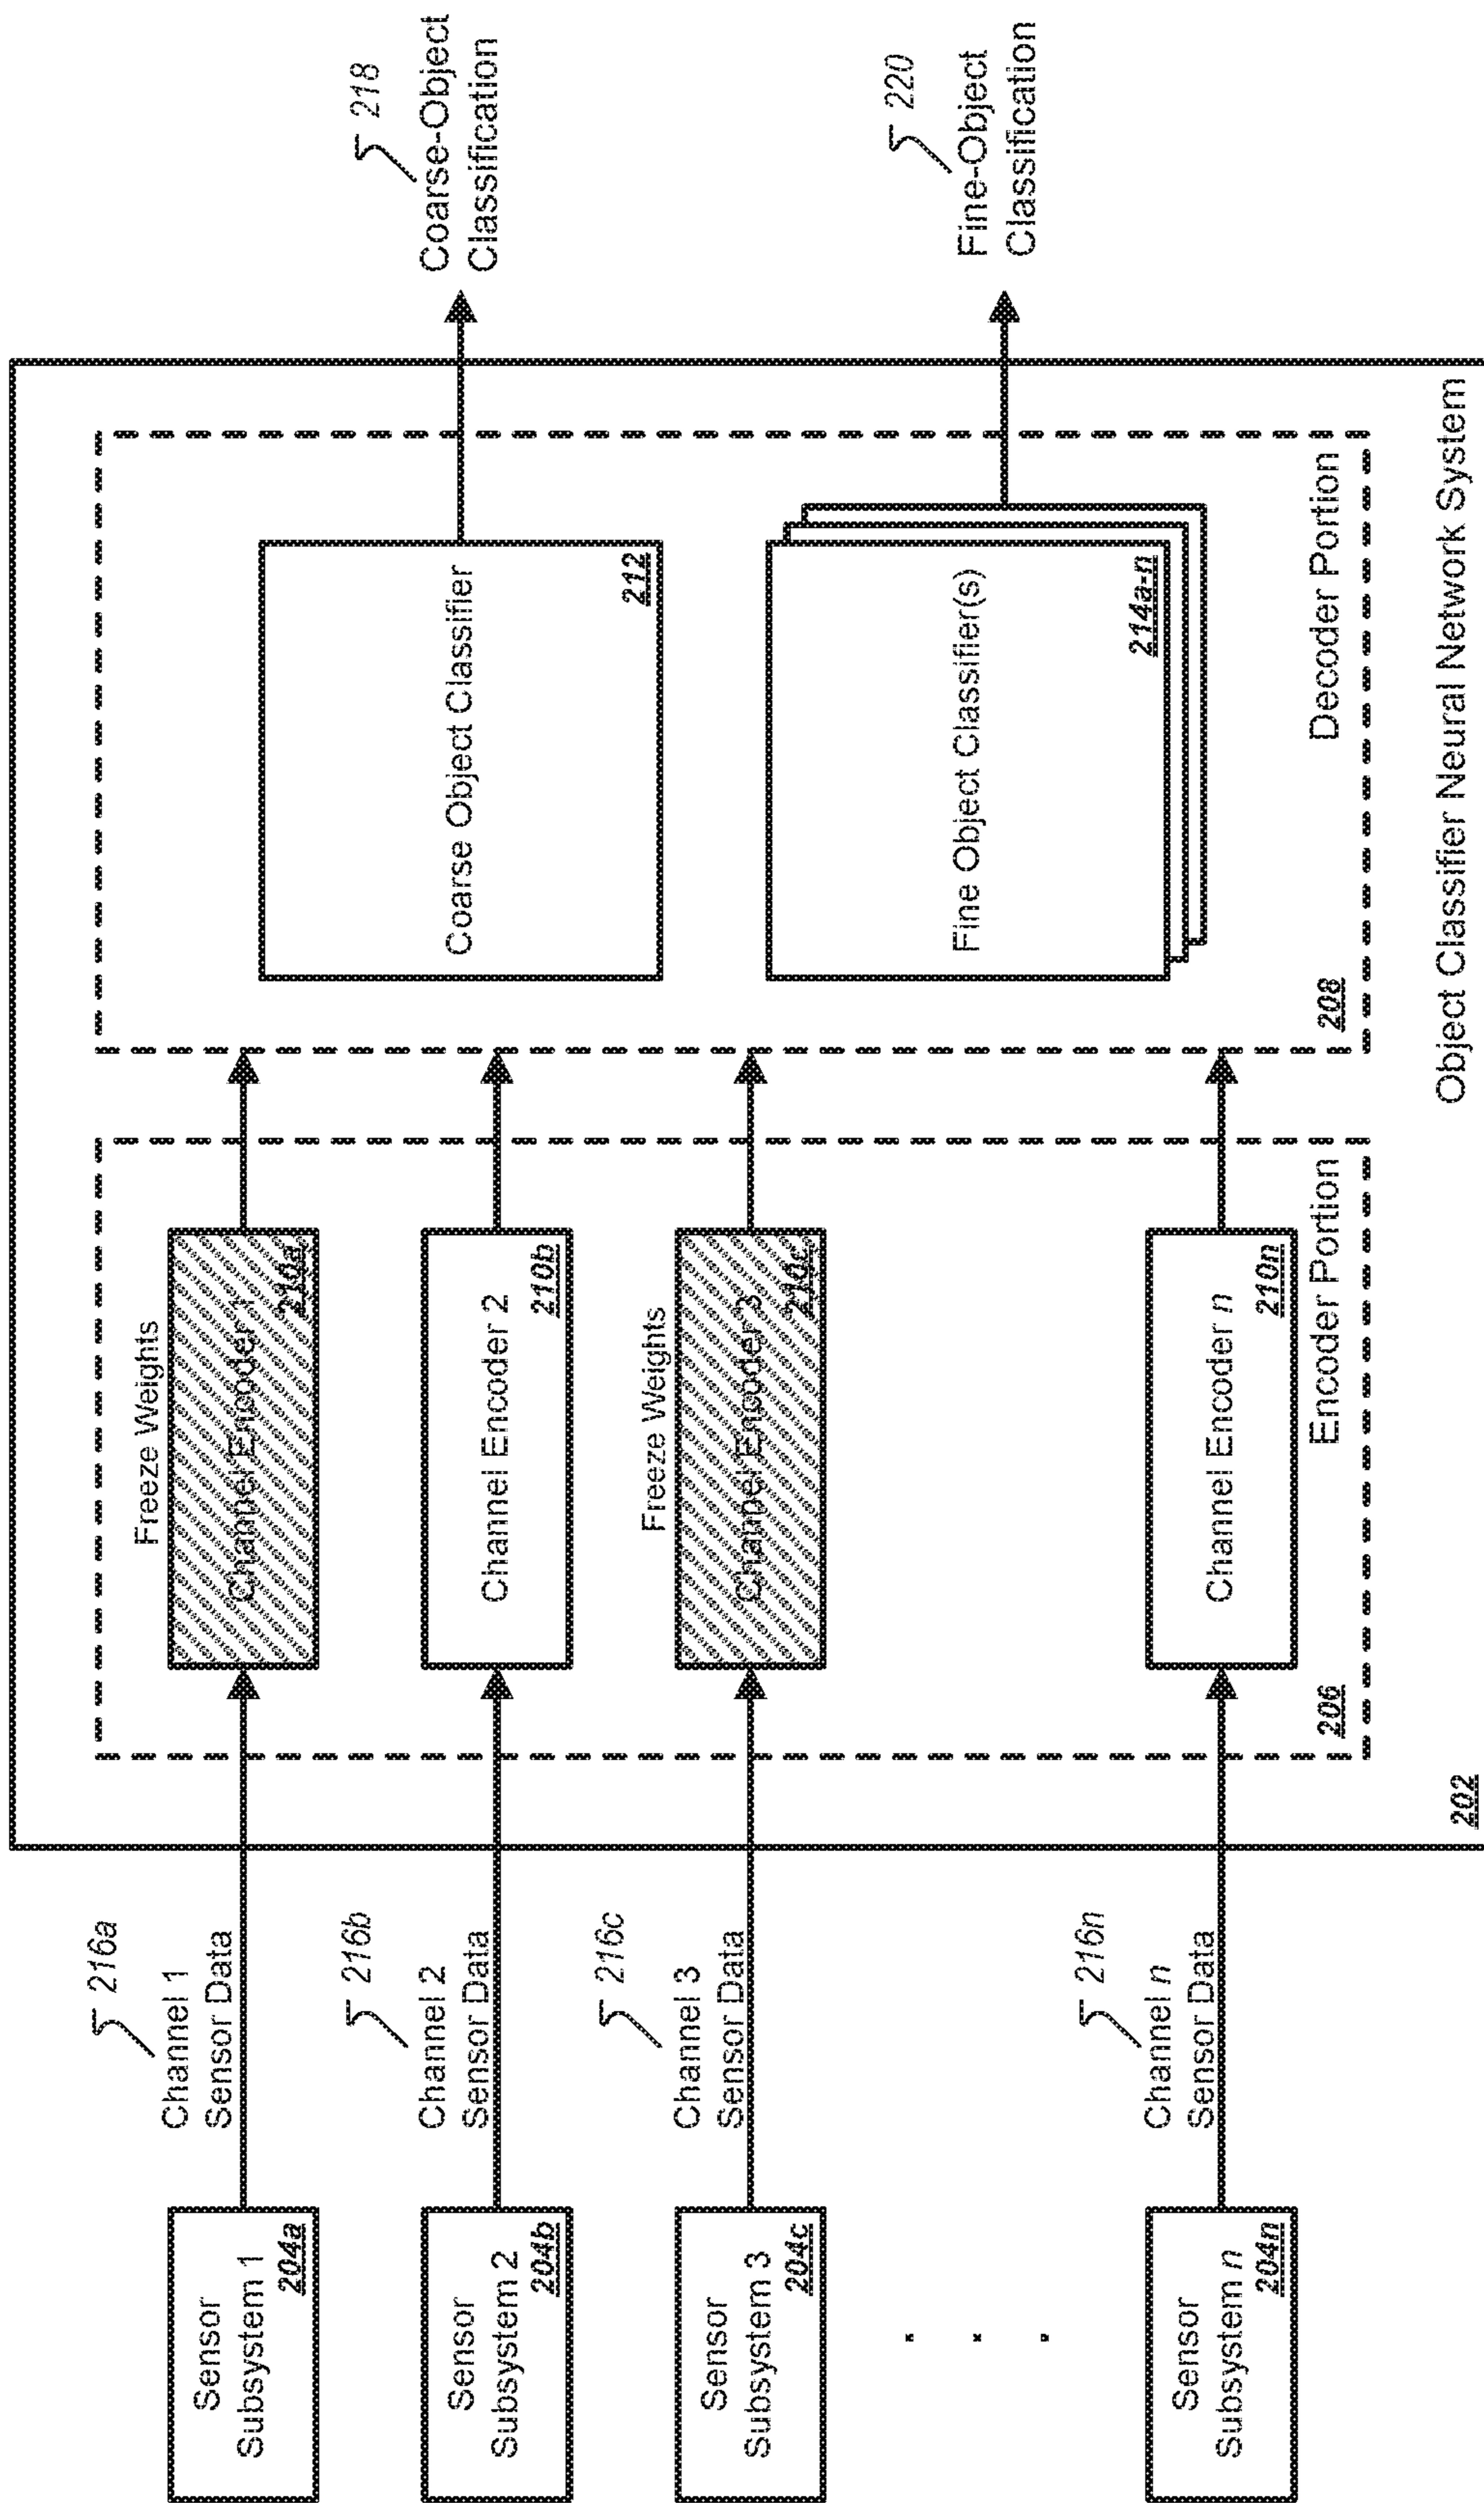 216a
Channel 1
Sensor Data
Sensor
Subsystem 1
204a
Freeze Weights
Channel Encoder 1
210a
216b
Channel 2
Sensor Data
Sensor
Subsystem 2
204b
Channel Encoder 2
210b
216c
Channel 3
Sensor Data
Sensor
Subsystem 3
204c
Freeze Weights
Channel Encoder 3
210c
. . .
216n
Channel n
Sensor Data
Sensor
Subsystem n
204n
Channel Encoder n
210n
206
Encoder Portion
Coarse Object Classifier
212
Fine Object Classifier(s)
214a-n
208
Decoder Portion
218
Coarse-Object
Classification
220
Fine-Object
Classification
202
Object Classifier Neural Network System